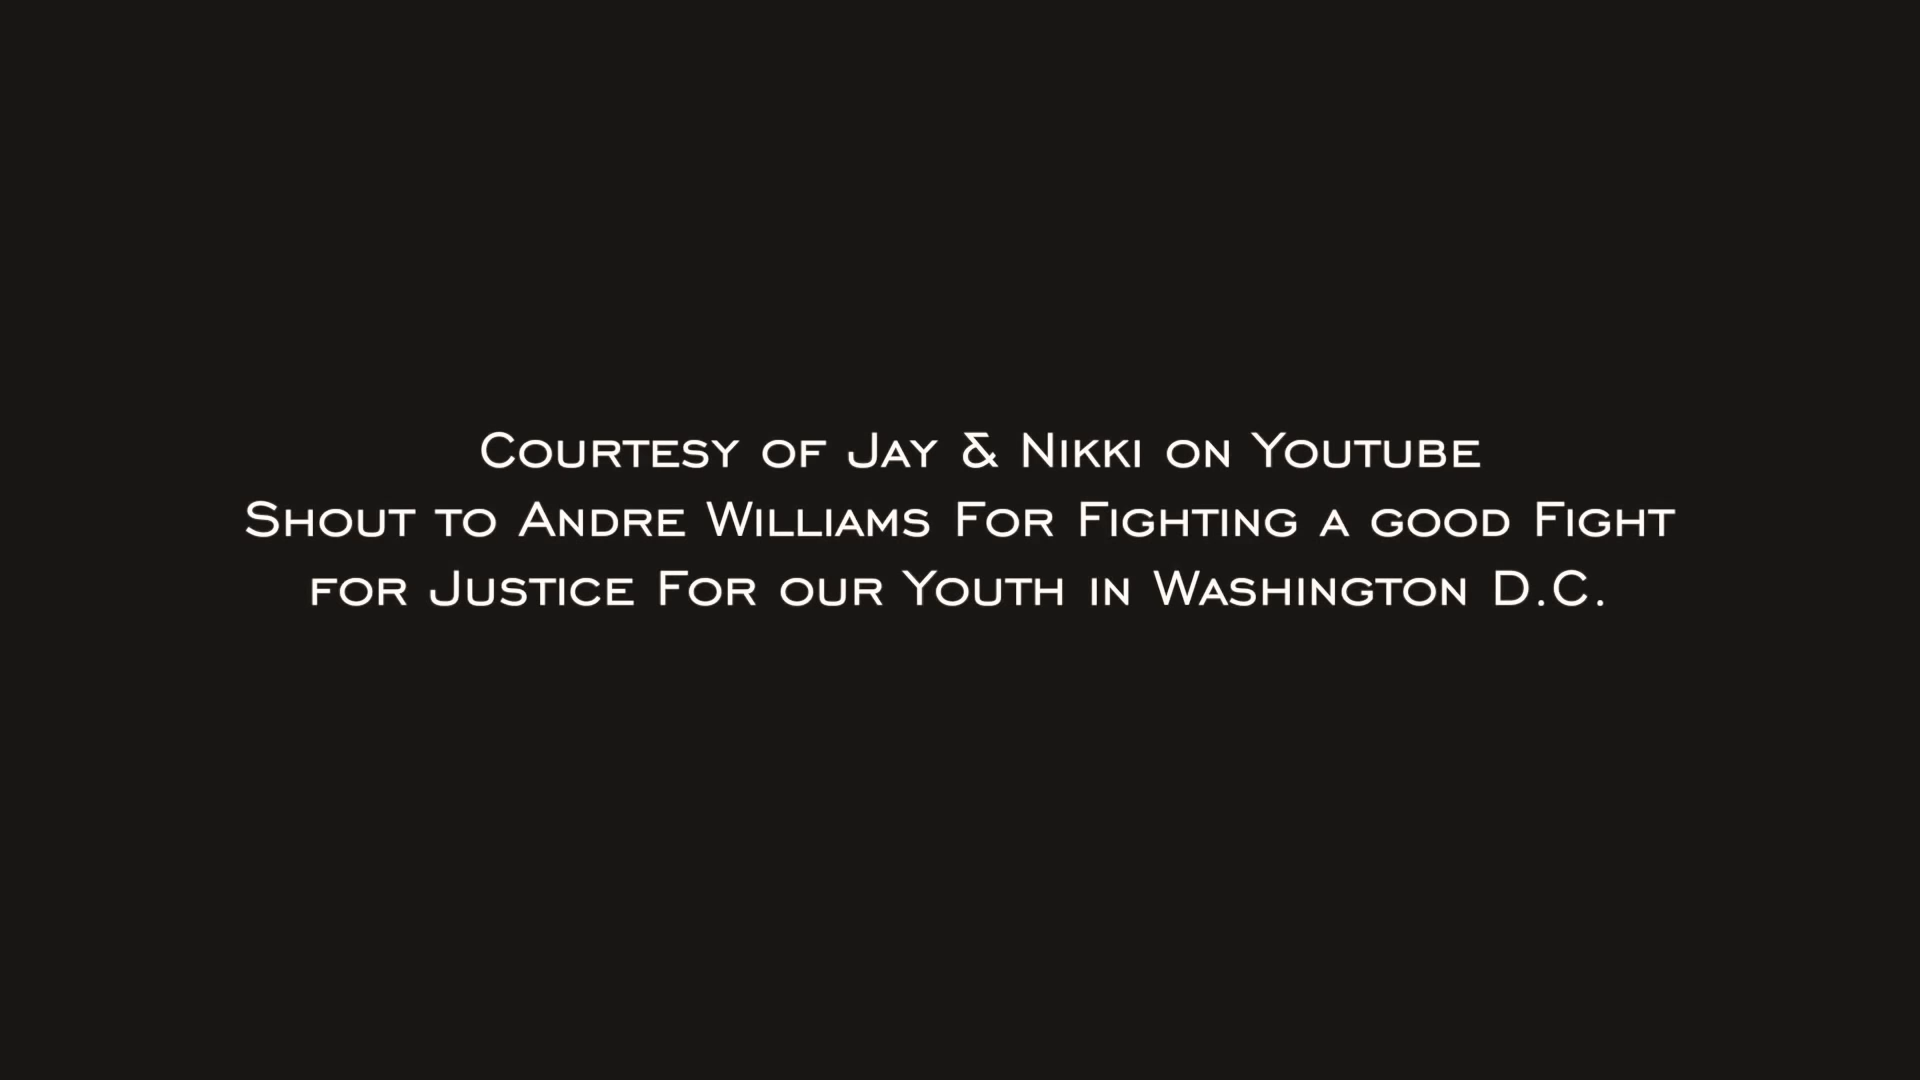 Courtesy of Jay & Nikki on Youtube
Shout to Andre Williams For Fighting a good Fight
for Justice For our Youth in Washington D.C.